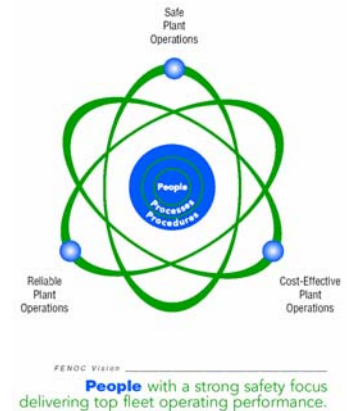 Safe
Plant
Operations
People
Processes
Procedures
Reliable
Plant
Operations
Cost-Effective
Plant
Operations
FENOC Vision
People with a strong safety focus
delivering top fleet operating performance.